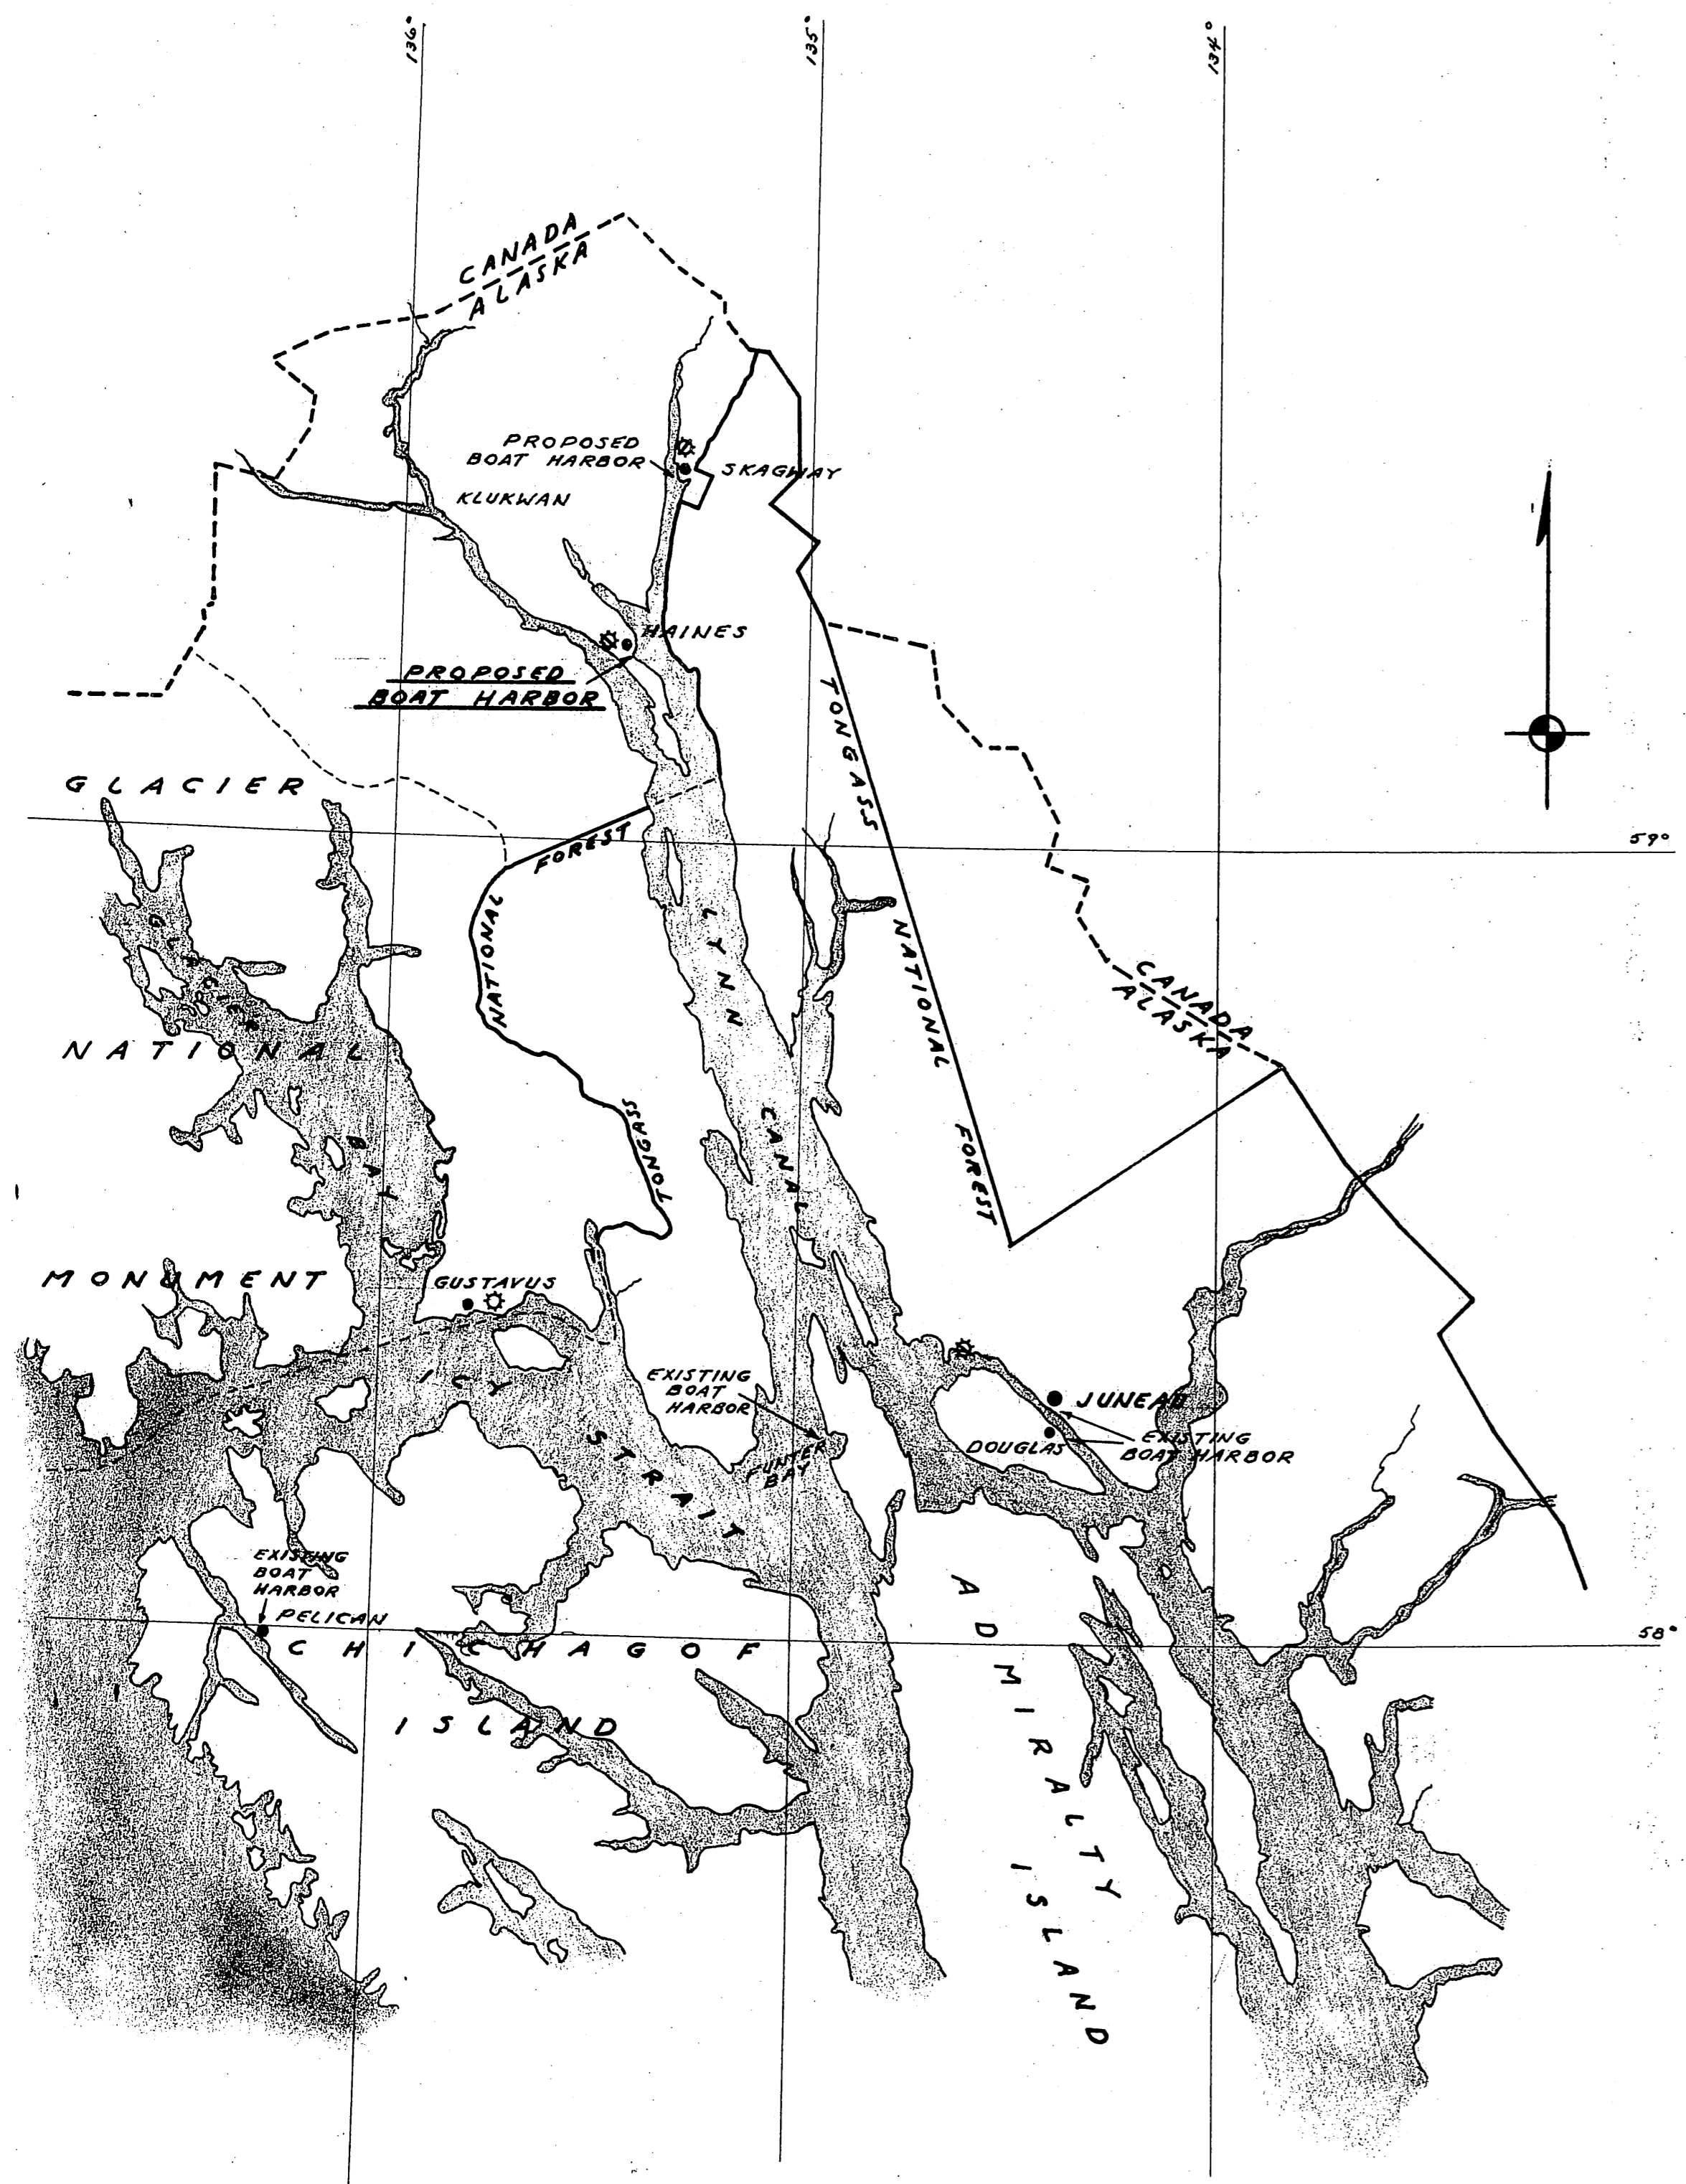 136°
135°
134°
CANADA
ALASKA
PROPOSED
BOAT HARBOR
SKAGWAY
KLUKWAN
HAINES
PROPOSED
BOAT HARBOR
TONGASS
NATIONAL
FOREST
GLACIER
NATIONAL
MONUMENT
59°
FOREST
NATIONAL
TONGASS
GLACIER
BAY
LYNN
CANAL
CANADA
ALASKA
GUSTAVUS
ICY
STRAIT
EXISTING
BOAT
HARBOR
FUNTER
BAY
JUNEAU
DOUGLAS
EXISTING
BOAT HARBOR
EXISTING
BOAT
HARBOR
PELICAN
58°
CHICHAGOF
ISLAND
ADMIRALTY
ISLAND